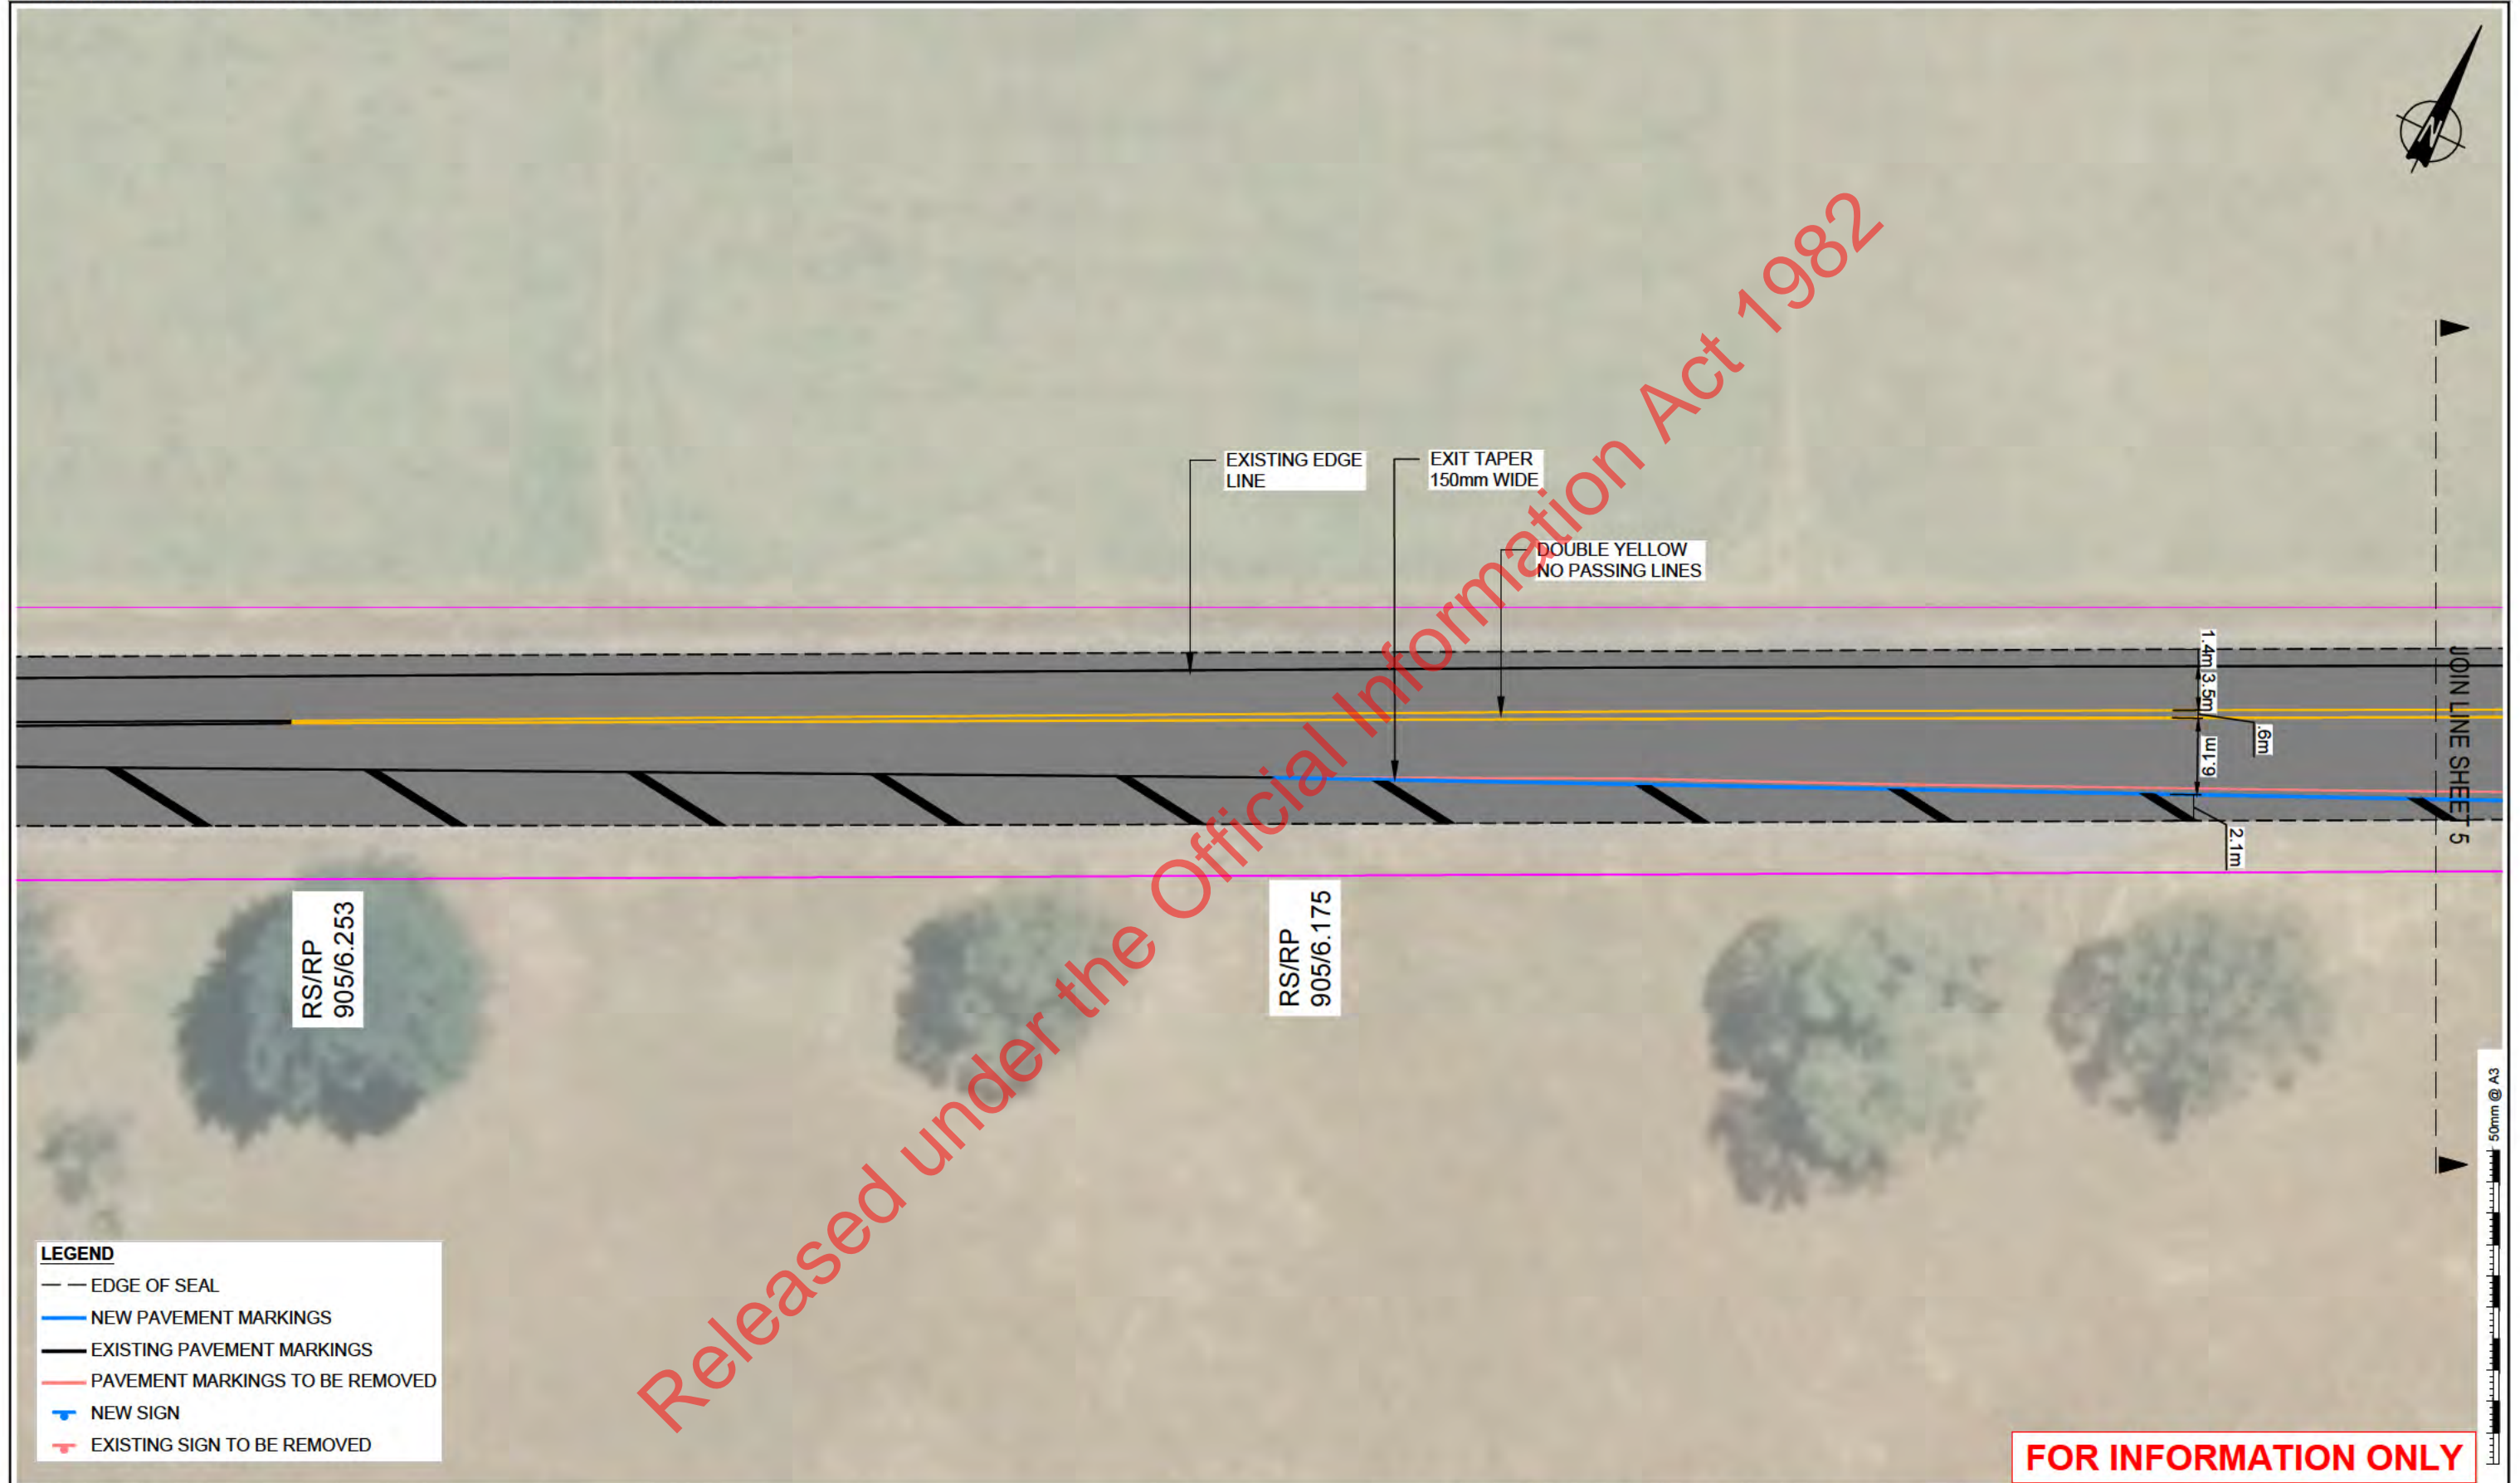 N
EXISTING EDGE
LINE
EXIT TAPER
150mm WIDE
DOUBLE YELLOW
NO PASSING LINES
1.4m
3.5m
.6m
6.1m
2.1m
JOIN LINE SHEET 5
RS/RP
905/6.253
RS/RP
905/6.175
Released under the Official Information Act 1982
LEGEND
EDGE OF SEAL
NEW PAVEMENT MARKINGS
EXISTING PAVEMENT MARKINGS
PAVEMENT MARKINGS TO BE REMOVED
NEW SIGN
EXISTING SIGN TO BE REMOVED
50mm @ A3
FOR INFORMATION ONLY